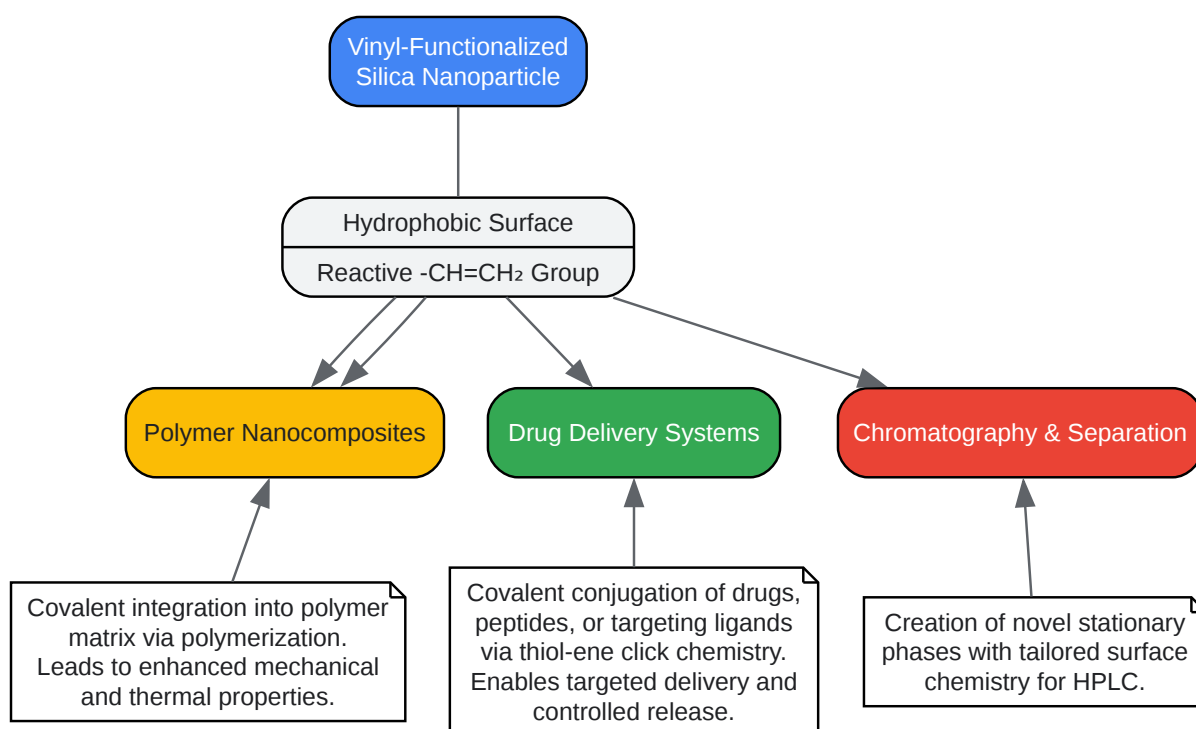 Vinyl-Functionalized
Silica Nanoparticle
Hydrophobic Surface
Reactive -CH=CH₂ Group
Polymer Nanocomposites
Drug Delivery Systems
Chromatography & Separation
Covalent integration into polymer
matrix via polymerization.
Leads to enhanced mechanical
and thermal properties.
Covalent conjugation of drugs,
peptides, or targeting ligands
via thiol-ene click chemistry.
Enables targeted delivery and
controlled release.
Creation of novel stationary
phases with tailored surface
chemistry for HPLC.